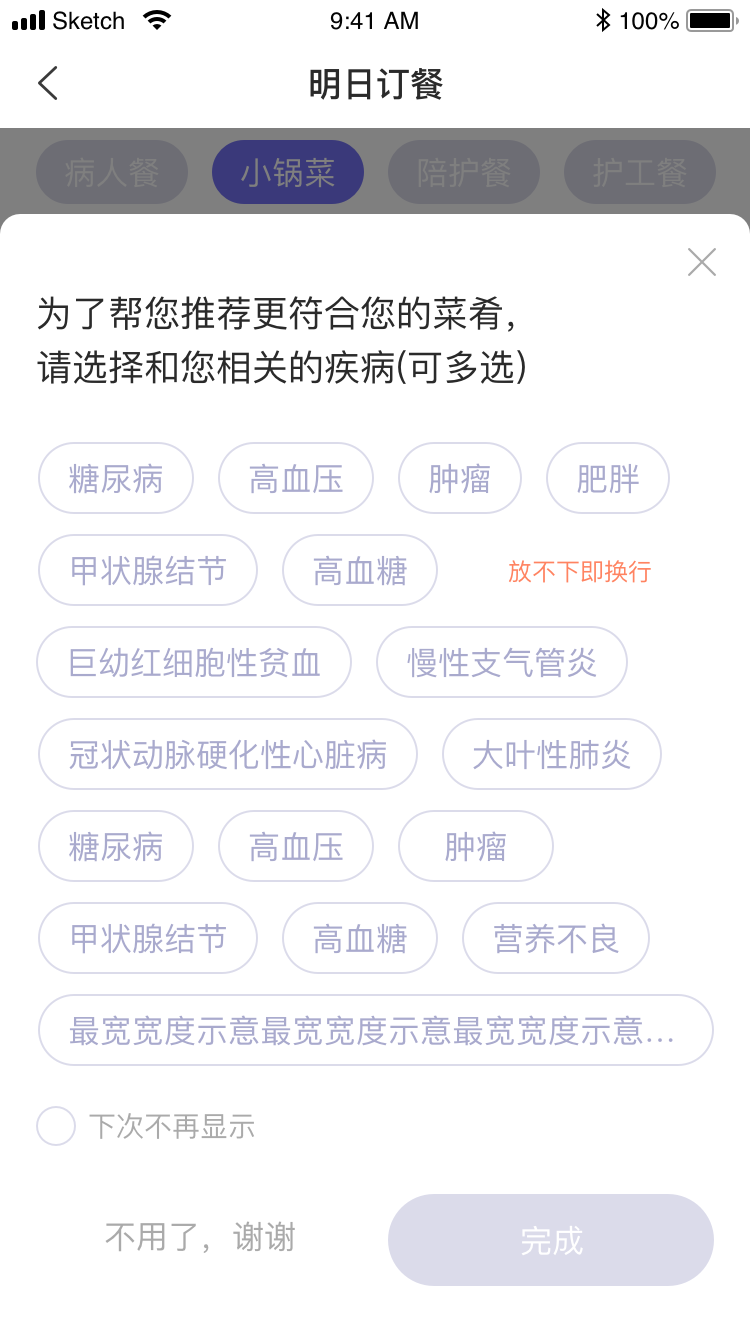 Sketch 9:41 AM 100%
明日订餐
病人餐 小锅菜 陪护餐 护工餐
为了帮您推荐更符合您的菜肴，
请选择和您相关的疾病(可多选)
糖尿病 高血压 肿瘤 肥胖
甲状腺结节 高血糖 放不下即换行
巨幼红细胞性贫血 慢性支气管炎
冠状动脉硬化性心脏病 大叶性肺炎
糖尿病 高血压 肿瘤
甲状腺结节 高血糖 营养不良
最宽宽度示意最宽宽度示意最宽宽度示意...
下次不再显示
不用了，谢谢 完成